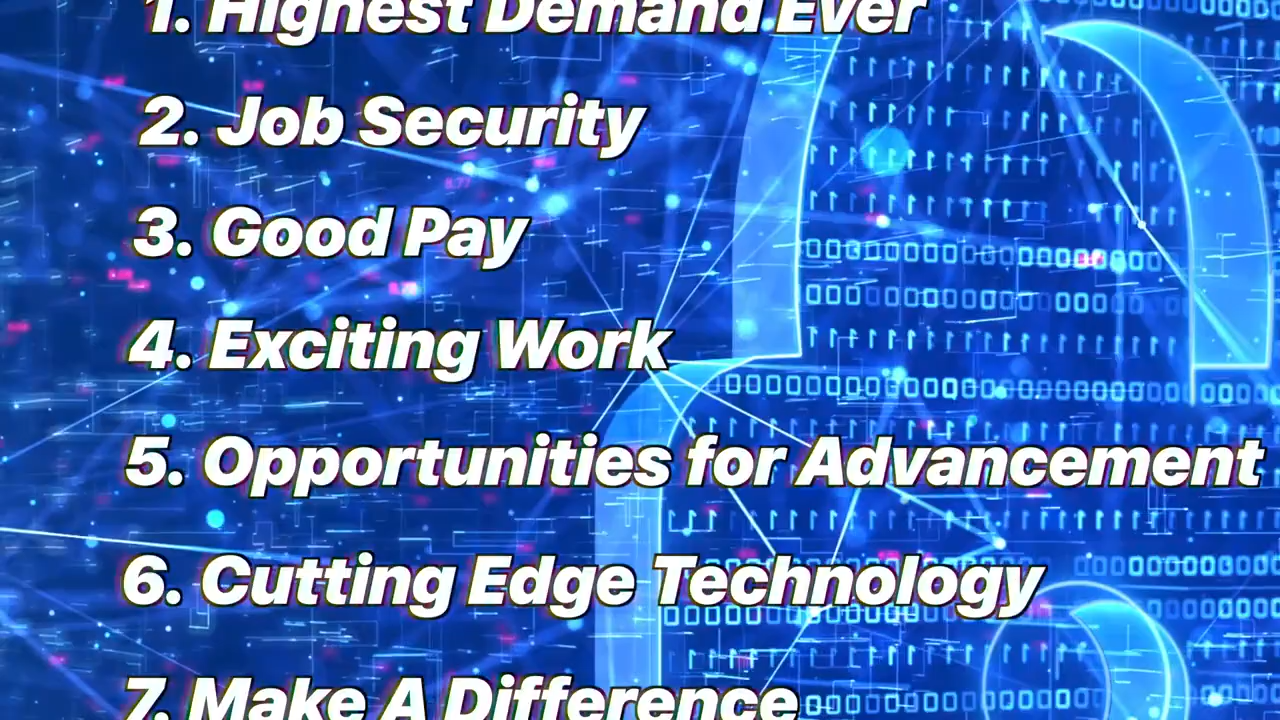 1. Highest Demand Ever
2. Job Security
3. Good Pay
4. Exciting Work
5. Opportunities for Advancement
6. Cutting Edge Technology
7. Make A Difference